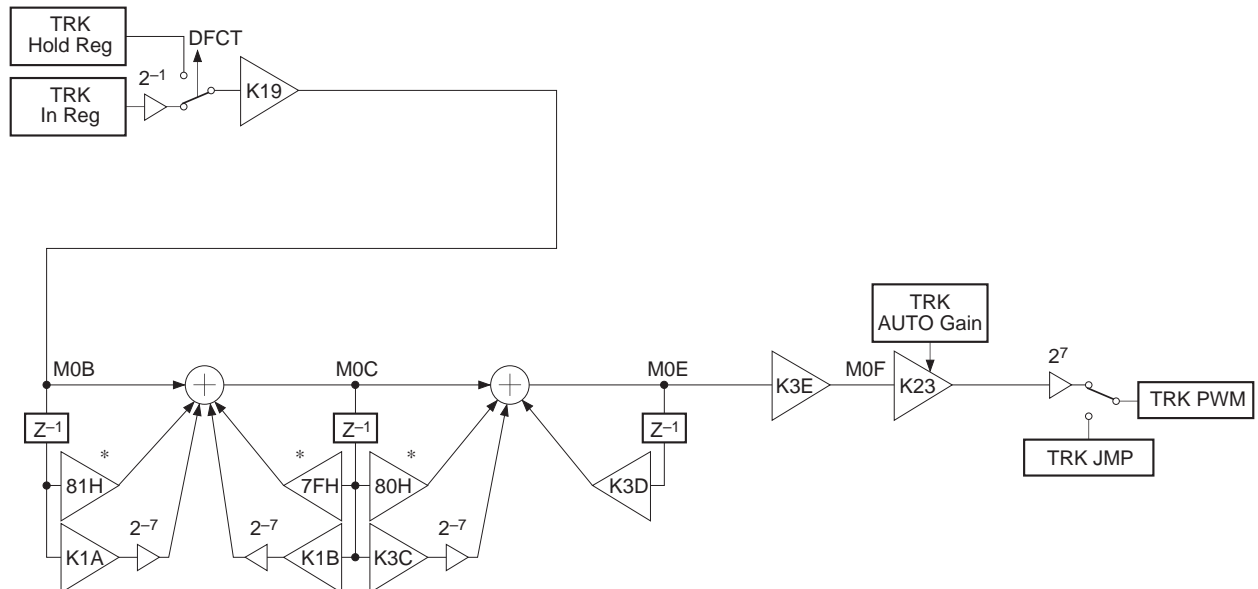 TRK
Hold Reg
DFCT
2⁻¹
K19
TRK
In Reg
TRK
AUTO Gain
M0B
M0C
M0E
K3E
M0F
K23
2⁷
TRK PWM
TRK JMP
Z⁻¹
Z⁻¹
Z⁻¹
*
*
*
81H
7FH
80H
K3D
2⁻⁷
2⁻⁷
2⁻⁷
K1A
K1B
K3C